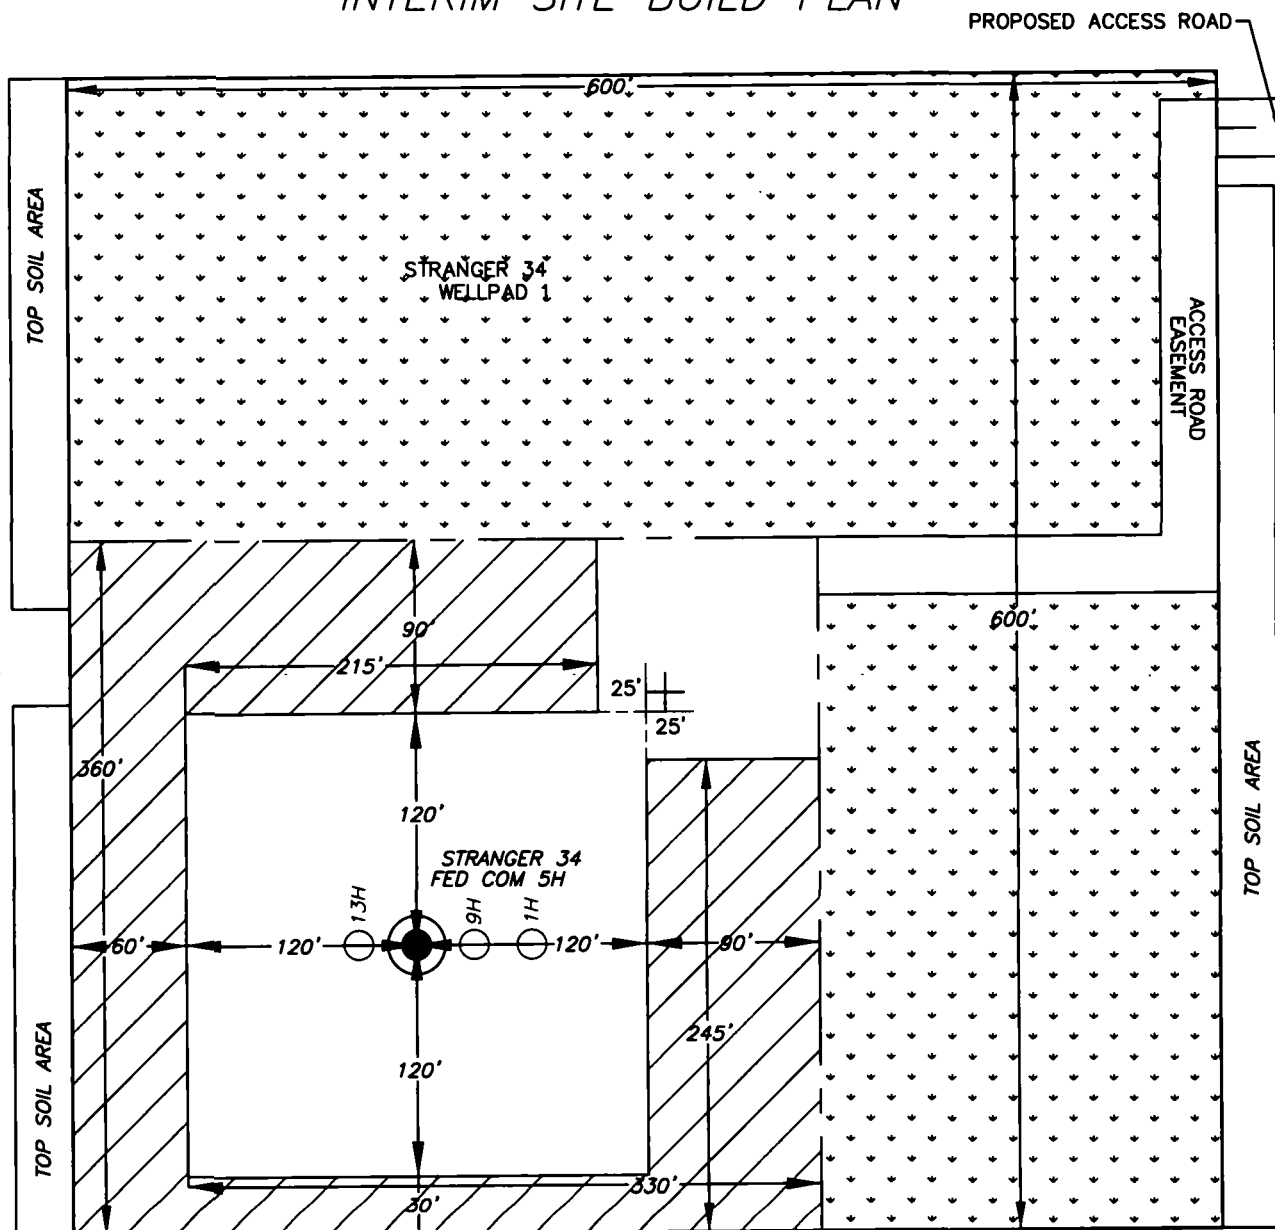 INTERIM SITE BUILD PLAN
PROPOSED ACCESS ROAD
600'
TOP SOIL AREA
STRANGER 34
WELLPAD 1
ACCESS ROAD
EASEMENT
90'
600'
215'
25'
25'
360'
120'
TOP SOIL AREA
STRANGER 34
FED COM 5H
13H
9H
1H
60'
120'
120'
90'
245'
120'
TOP SOIL AREA
330'
30'